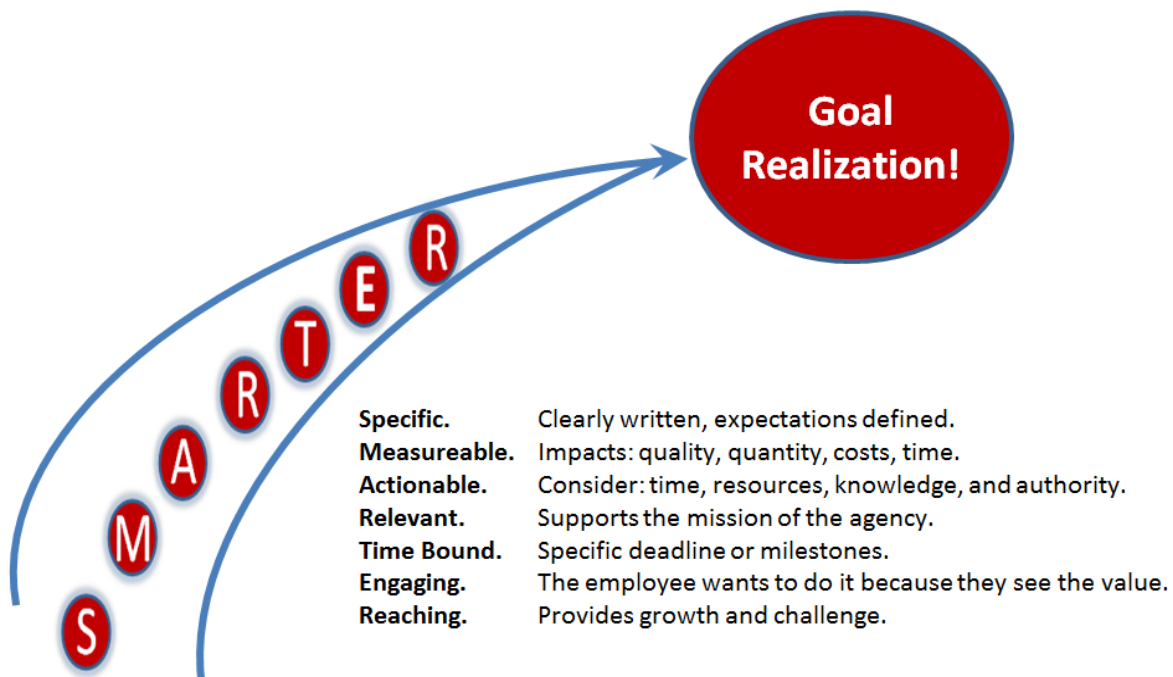 Goal
Realization!
S
M
A
R
T
E
R
Specific. Clearly written, expectations defined.
Measureable. Impacts: quality, quantity, costs, time.
Actionable. Consider: time, resources, knowledge, and authority.
Relevant. Supports the mission of the agency.
Time Bound. Specific deadline or milestones.
Engaging. The employee wants to do it because they see the value.
Reaching. Provides growth and challenge.